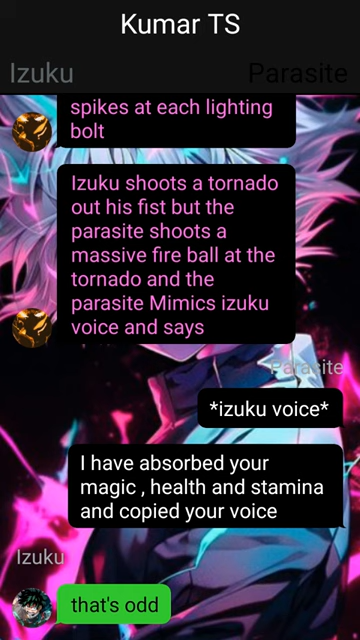 Kumar TS
Izuku
Parasite
spikes at each lighting
bolt
Izuku shoots a tornado
out his fist but the
parasite shoots a
massive fire ball at the
tornado and the
parasite Mimics izuku
voice and says
Parasite
*izuku voice*
I have absorbed your
magic , health and stamina
and copied your voice
Izuku
that's odd